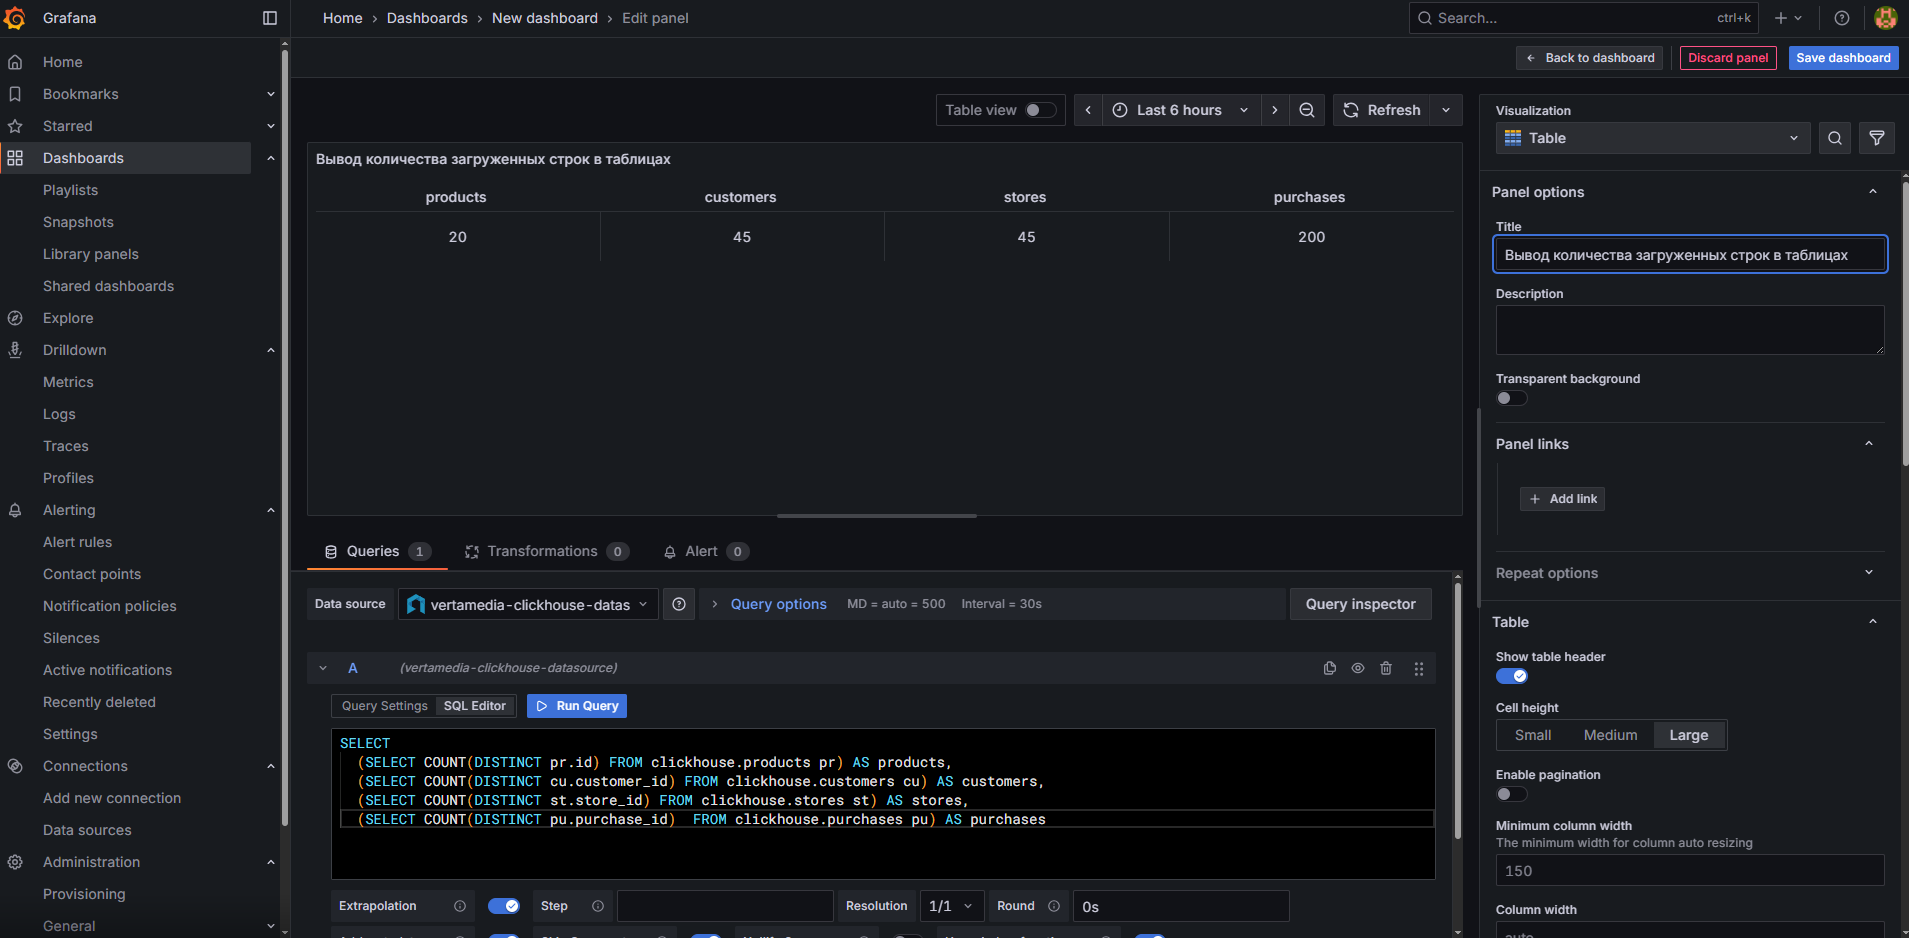 Grafana
Home
Bookmarks
Starred
Dashboards
Playlists
Snapshots
Library panels
Shared dashboards
Explore
Drilldown
Metrics
Logs
Traces
Profiles
Alerting
Alert rules
Contact points
Notification policies
Silences
Active notifications
Recently deleted
Settings
Connections
Add new connection
Data sources
Administration
Provisioning
General
Home › Dashboards › New dashboard › Edit panel
Search... ctrl+k
Back to dashboard Discard panel Save dashboard
Table view Last 6 hours Refresh
Вывод количества загруженных строк в таблицах
products customers stores purchases
20 45 45 200
Queries 1 Transformations 0 Alert 0
Data source vertamedia-clickhouse-datas Query options MD = auto = 500 Interval = 30s Query inspector
A (vertamedia-clickhouse-datasource)
Query Settings SQL Editor Run Query
SELECT
(SELECT COUNT(DISTINCT pr.id) FROM clickhouse.products pr) AS products,
(SELECT COUNT(DISTINCT cu.customer_id) FROM clickhouse.customers cu) AS customers,
(SELECT COUNT(DISTINCT st.store_id) FROM clickhouse.stores st) AS stores,
(SELECT COUNT(DISTINCT pu.purchase_id)  FROM clickhouse.purchases pu) AS purchases
Extrapolation Step Resolution 1/1 Round 0s
Visualization
Table
Panel options
Title
Вывод количества загруженных строк в таблицах
Description
Transparent background
Panel links
Add link
Repeat options
Table
Show table header
Cell height
Small Medium Large
Enable pagination
Minimum column width
The minimum width for column auto resizing
150
Column width
auto